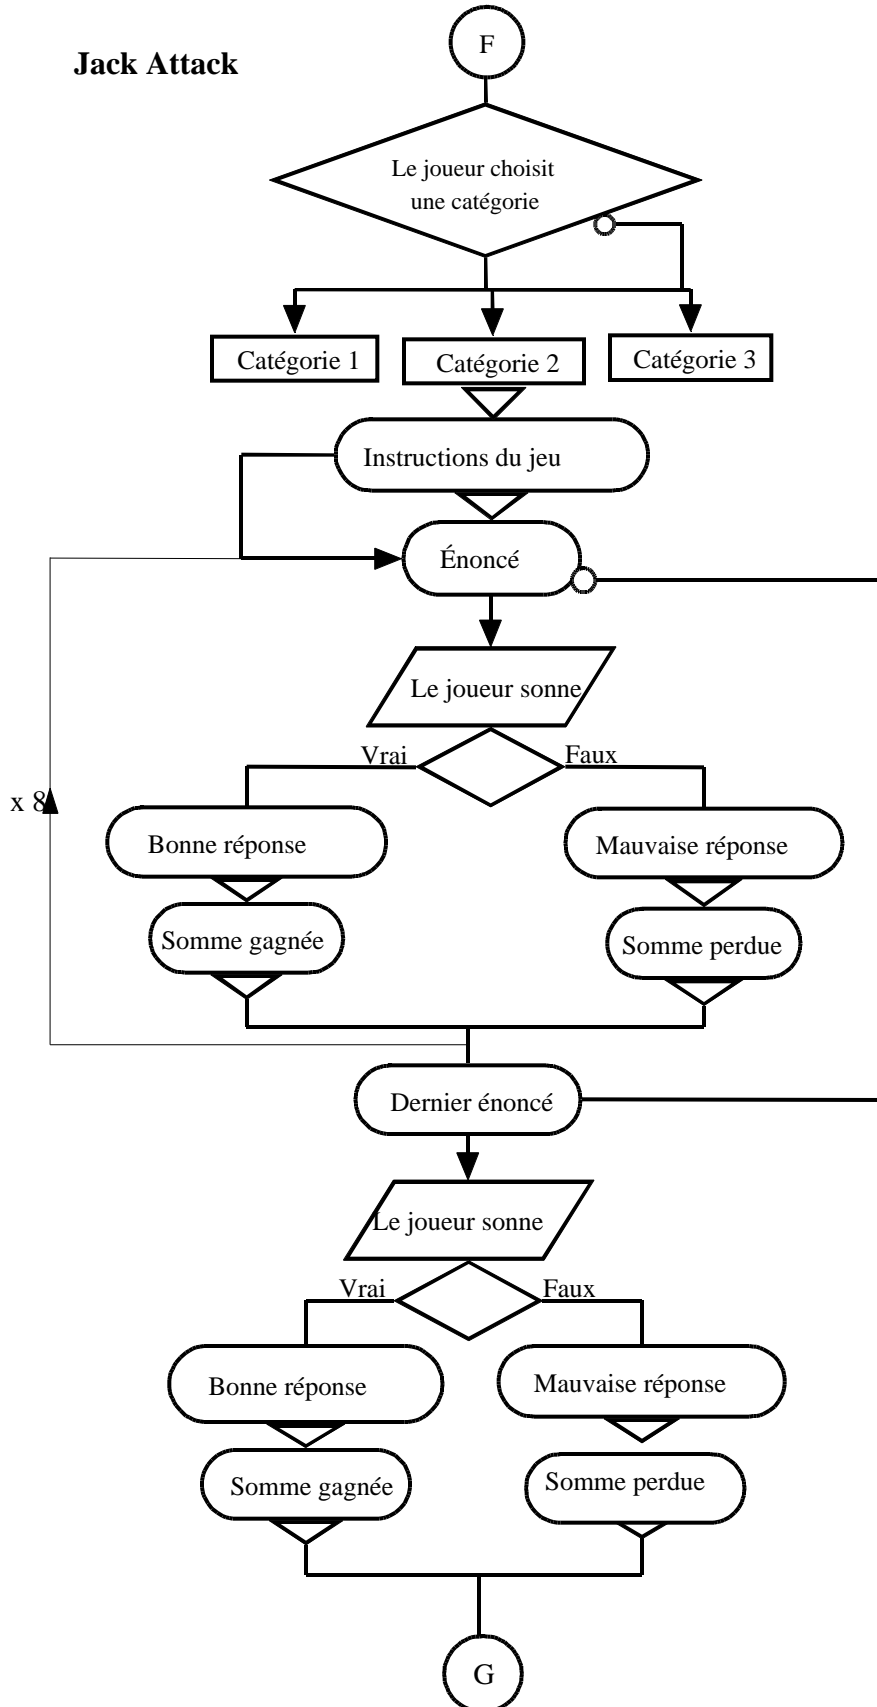 F
Jack Attack
Le joueur choisit
une catégorie
Catégorie 1
Catégorie 2
Catégorie 3
Instructions du jeu
Énoncé
Le joueur sonne
Vrai
Faux
x 8
Bonne réponse
Mauvaise réponse
Somme gagnée
Somme perdue
Dernier énoncé
Le joueur sonne
Vrai
Faux
Bonne réponse
Mauvaise réponse
Somme gagnée
Somme perdue
G